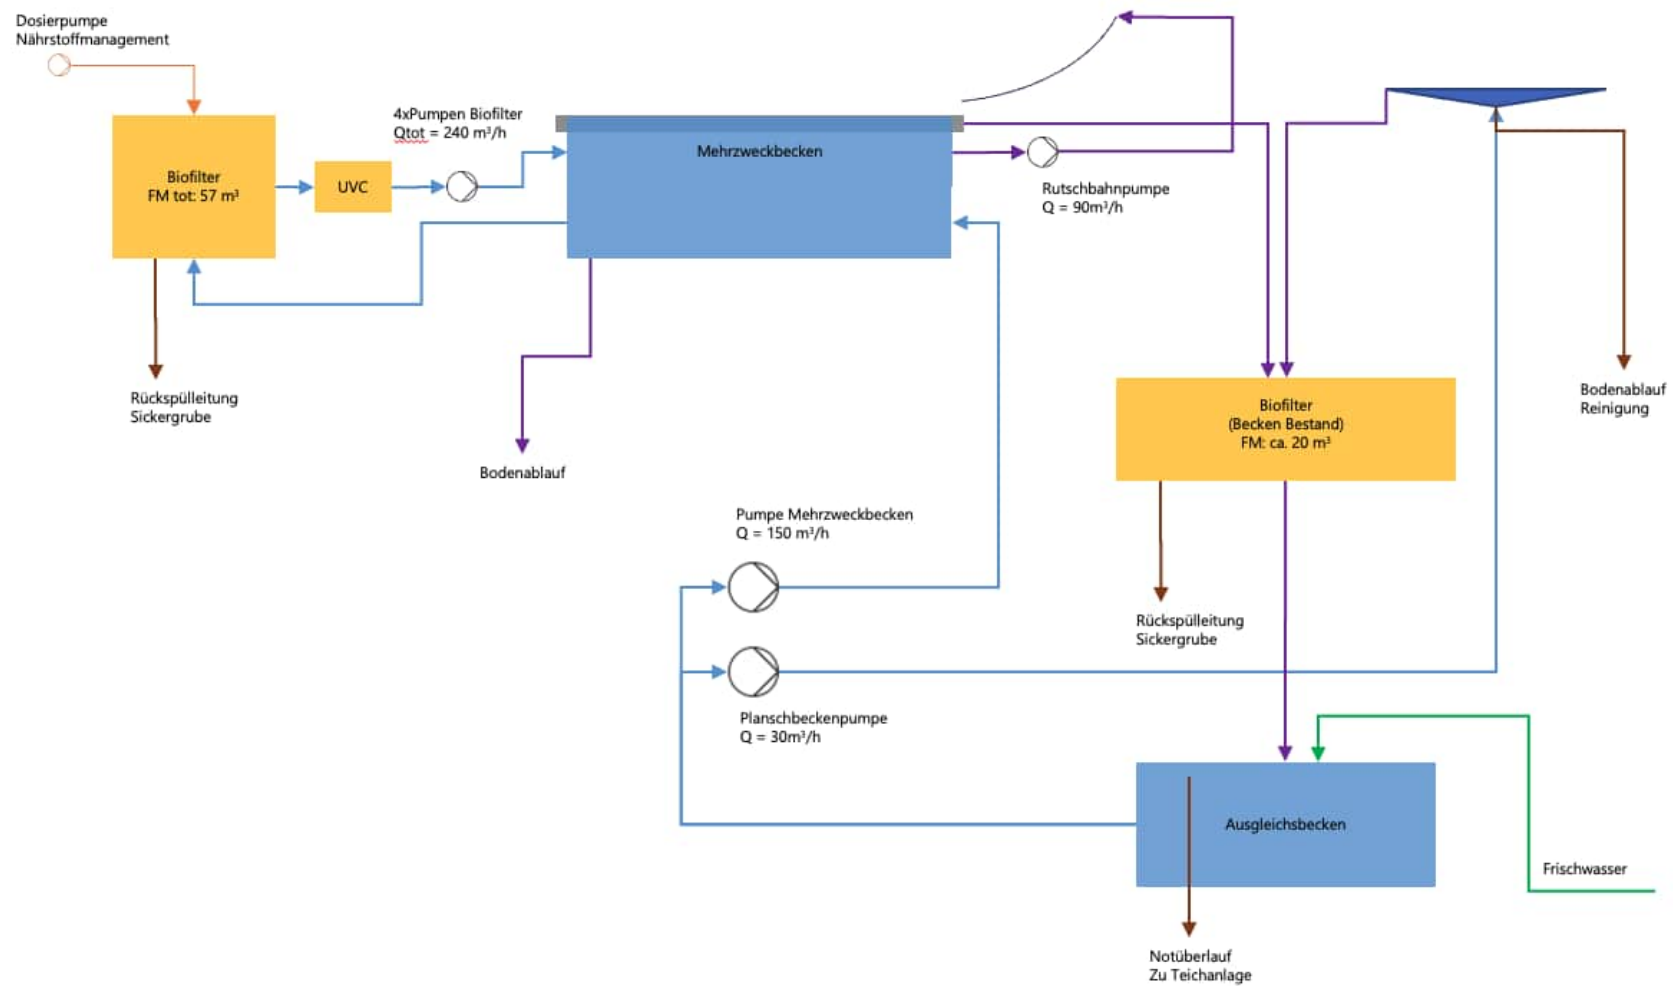 Dosierpumpe
Nährstoffmanagement
4xPumpen Biofilter
Qtot = 240 m³/h
Biofilter
FM tot: 57 m³
UVC
Mehrzweckbecken
Rutschbahnpumpe
Q = 90m³/h
Rückspülleitung
Sickergrube
Bodenablauf
Bodenablauf
Reinigung
Biofilter
(Becken Bestand)
FM: ca. 20 m³
Pumpe Mehrzweckbecken
Q = 150 m³/h
Rückspülleitung
Sickergrube
Planschbeckenpumpe
Q = 30m³/h
Ausgleichsbecken
Frischwasser
Notüberlauf
Zu Teichanlage